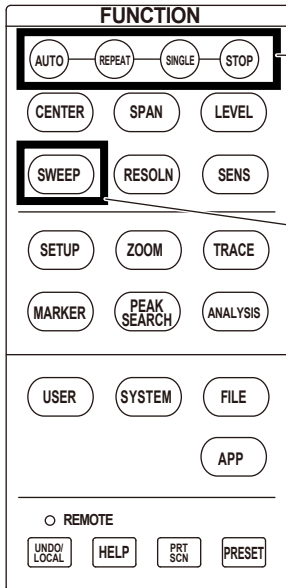 FUNCTION
AUTO REPEAT SINGLE STOP
CENTER SPAN LEVEL
SWEEP RESOLN SENS
SETUP ZOOM TRACE
MARKER PEAK SEARCH ANALYSIS
USER SYSTEM FILE
APP
REMOTE
UNDO/LOCAL HELP PRT SCN PRESET